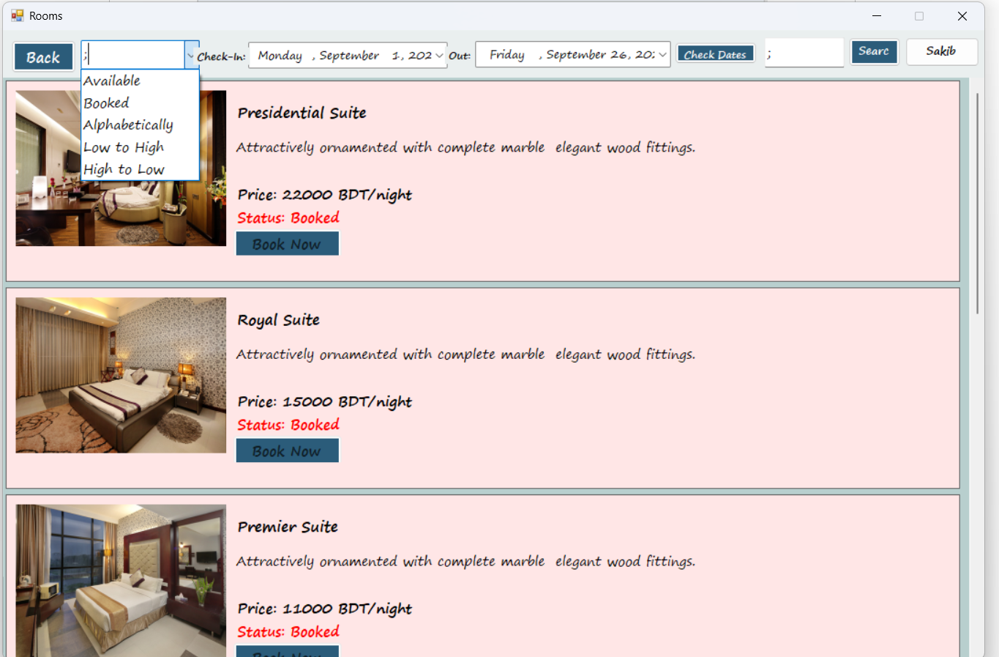 Rooms
Back ; Check-In: Monday , September 1, 202 Out: Friday , September 26, 20 Check Dates ; Searc Sakib
Available
Booked
Alphabetically
Low to High
High to Low
Presidential Suite
Attractively ornamented with complete marble elegant wood fittings.
Price: 22000 BDT/night
Status: Booked
Book Now
Royal Suite
Attractively ornamented with complete marble elegant wood fittings.
Price: 15000 BDT/night
Status: Booked
Book Now
Premier Suite
Attractively ornamented with complete marble elegant wood fittings.
Price: 11000 BDT/night
Status: Booked
Book Now